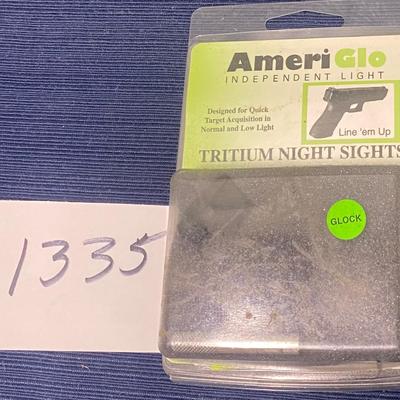 AmeriGlo
INDEPENDENT LIGHT
Designed for Quick
Target Acquisition in
Normal and Low Light
Line 'em Up
TRITIUM NIGHT SIGHTS
GLOCK
1335